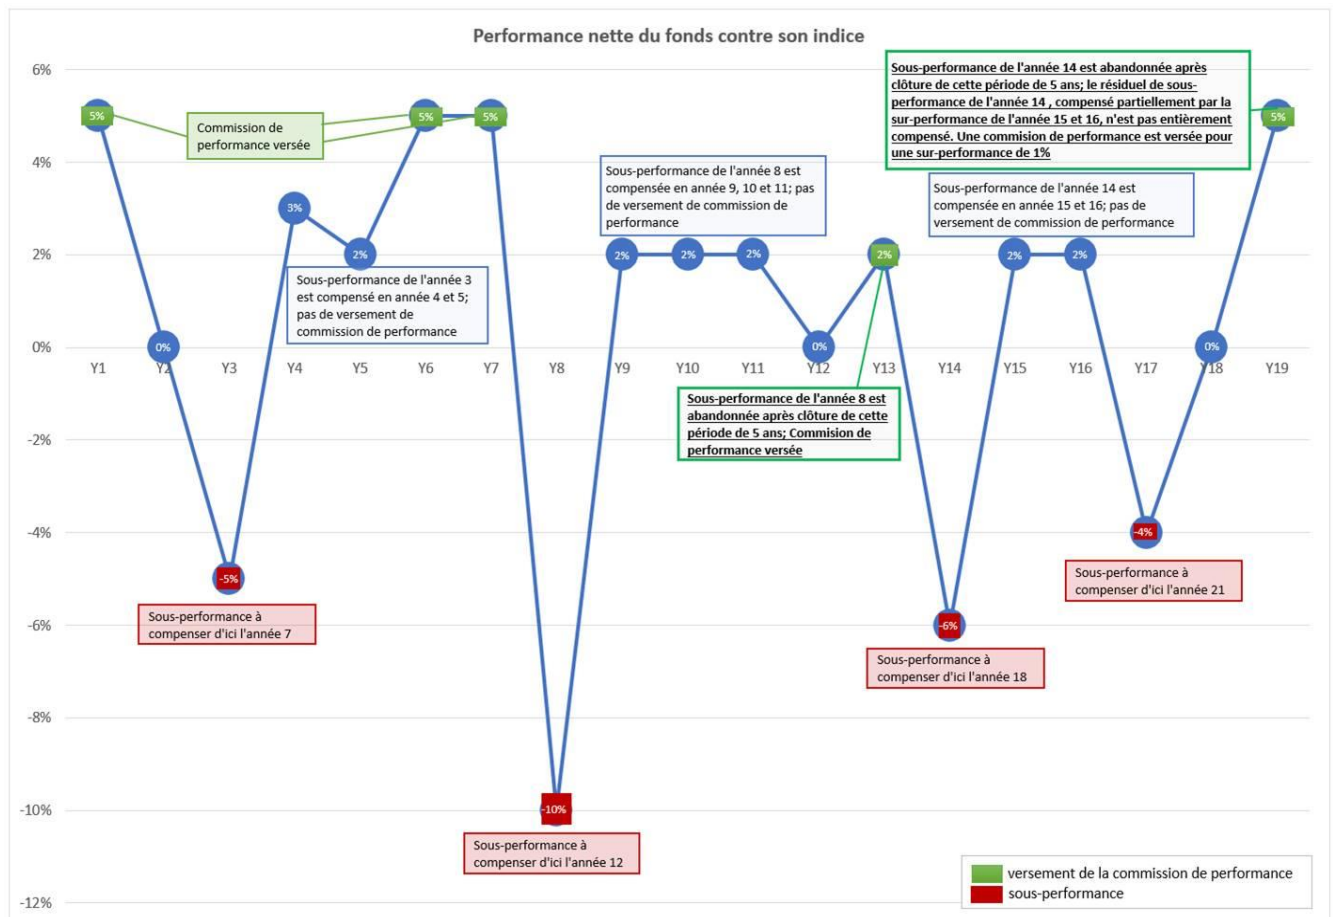 Performance nette du fonds contre son indice
6%
4%
2%
0%
-2%
-4%
-6%
-8%
-10%
-12%
Y1
Y2
Y3
Y4
Y5
Y6
Y7
Y8
Y9
Y10
Y11
Y12
Y13
Y14
Y15
Y16
Y17
Y18
Y19
5%
0%
-5%
3%
2%
5%
5%
-10%
2%
2%
2%
0%
2%
-6%
2%
2%
-4%
0%
5%
Commission de
performance versée
Sous-performance à
compenser d'ici l'année 7
Sous-performance de l'année 3
est compensé en année 4 et 5;
pas de versement de
commission de performance
Sous-performance à
compenser d'ici l'année 12
Sous-performance de l'année 8 est
compensée en année 9, 10 et 11; pas
de versement de commission de
performance
Sous-performance de l'année 8 est
abandonnée après clôture de cette
période de 5 ans; Commision de
performance versée
Sous-performance à
compenser d'ici l'année 18
Sous-performance de l'année 14 est
compensée en année 15 et 16; pas de
versement de commission de performance
Sous-performance à
compenser d'ici l'année 21
Sous-performance de l'année 14 est abandonnée après
clôture de cette période de 5 ans; le résiduel de sous-
performance de l'année 14 , compensé partiellement par la
sur-performance de l'année 15 et 16, n'est pas entièrement
compensé. Une commision de performance est versée pour
une sur-performance de 1%
versement de la commission de performance
sous-performance